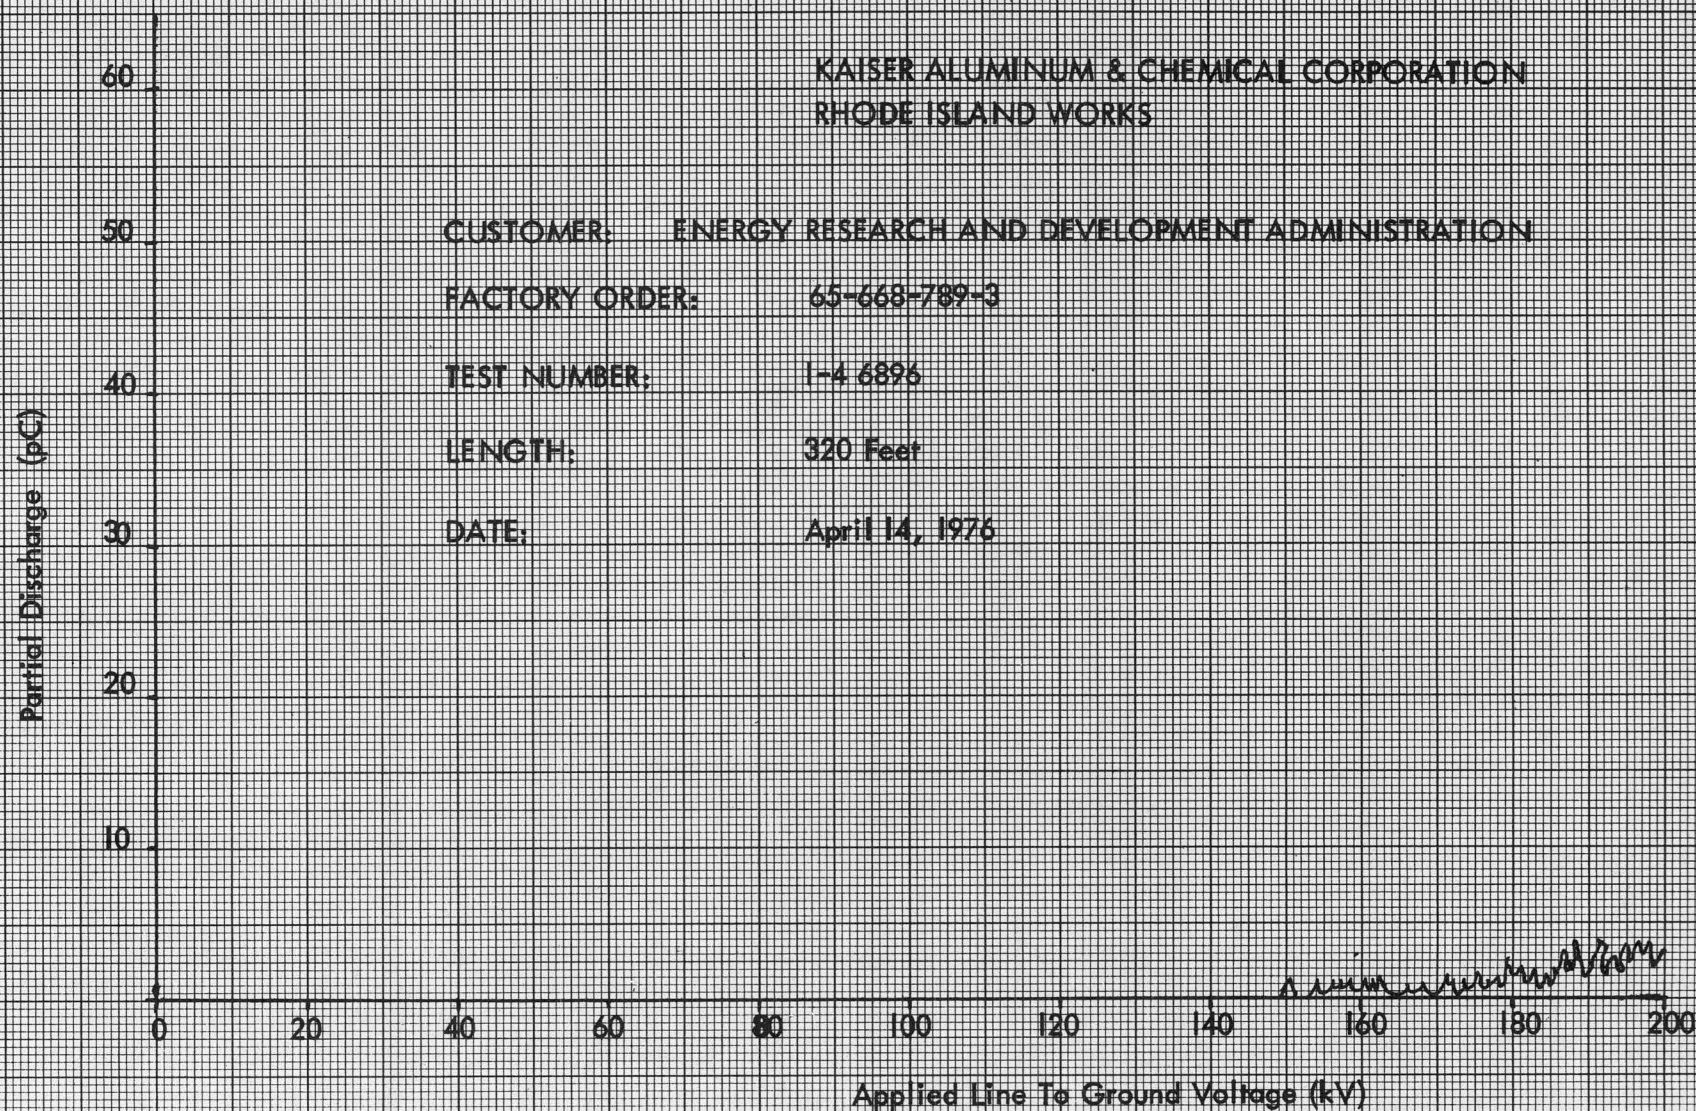 60
KAISER ALUMINUM & CHEMICAL CORPORATION
RHODE ISLAND WORKS
50
CUSTOMER: ENERGY RESEARCH AND DEVELOPMENT ADMINISTRATION
FACTORY ORDER: 65-668-789-3
40
TEST NUMBER: 1-4 6896
LENGTH: 320 Feet
30
DATE: April 14, 1976
20
10
Partial Discharge (pC)
0 20 40 60 80 100 120 140 160 180 200
Applied Line To Ground Voltage (kV)